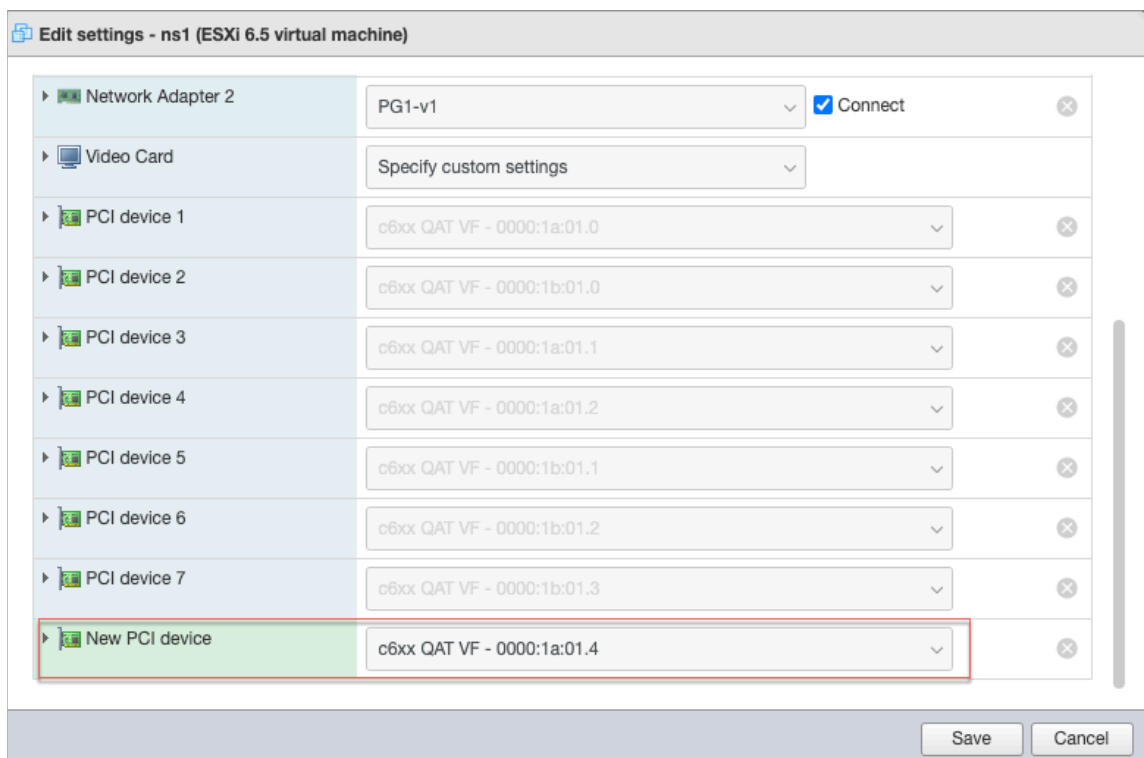 Edit settings - ns1 (ESXi 6.5 virtual machine)
Network Adapter 2 PG1-v1 Connect
Video Card Specify custom settings
PCI device 1 c6xx QAT VF - 0000:1a:01.0
PCI device 2 c6xx QAT VF - 0000:1b:01.0
PCI device 3 c6xx QAT VF - 0000:1a:01.1
PCI device 4 c6xx QAT VF - 0000:1a:01.2
PCI device 5 c6xx QAT VF - 0000:1b:01.1
PCI device 6 c6xx QAT VF - 0000:1b:01.2
PCI device 7 c6xx QAT VF - 0000:1b:01.3
New PCI device c6xx QAT VF - 0000:1a:01.4
Save Cancel